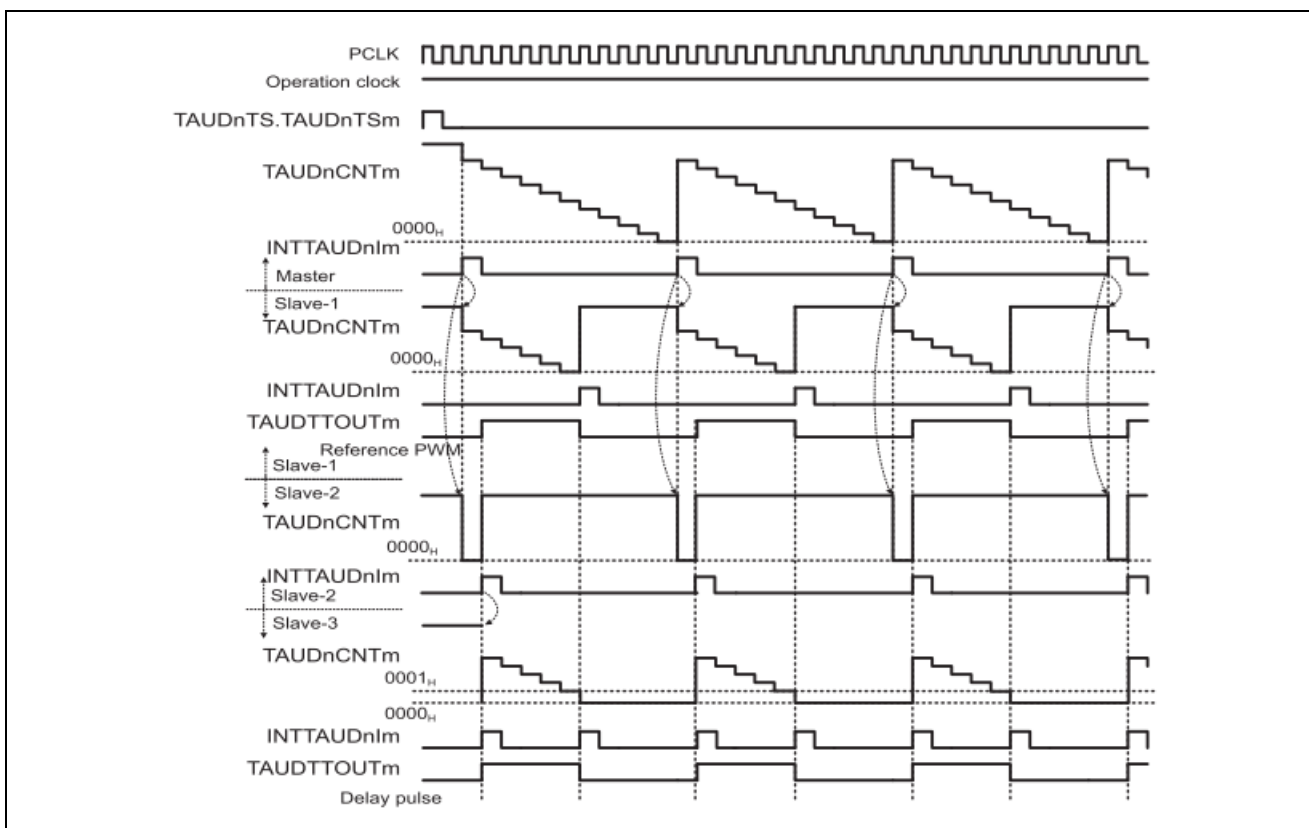 PCLK
Operation clock
TAUDnTS.TAUDnTSm
TAUDnCNTm
0000H
INTTAUDnIm
Master
Slave-1
TAUDnCNTm
0000H
INTTAUDnIm
TAUDTTOUTm
Reference PWM
Slave-1
Slave-2
TAUDnCNTm
0000H
INTTAUDnIm
Slave-2
Slave-3
TAUDnCNTm
0001H
0000H
INTTAUDnIm
TAUDTTOUTm
Delay pulse